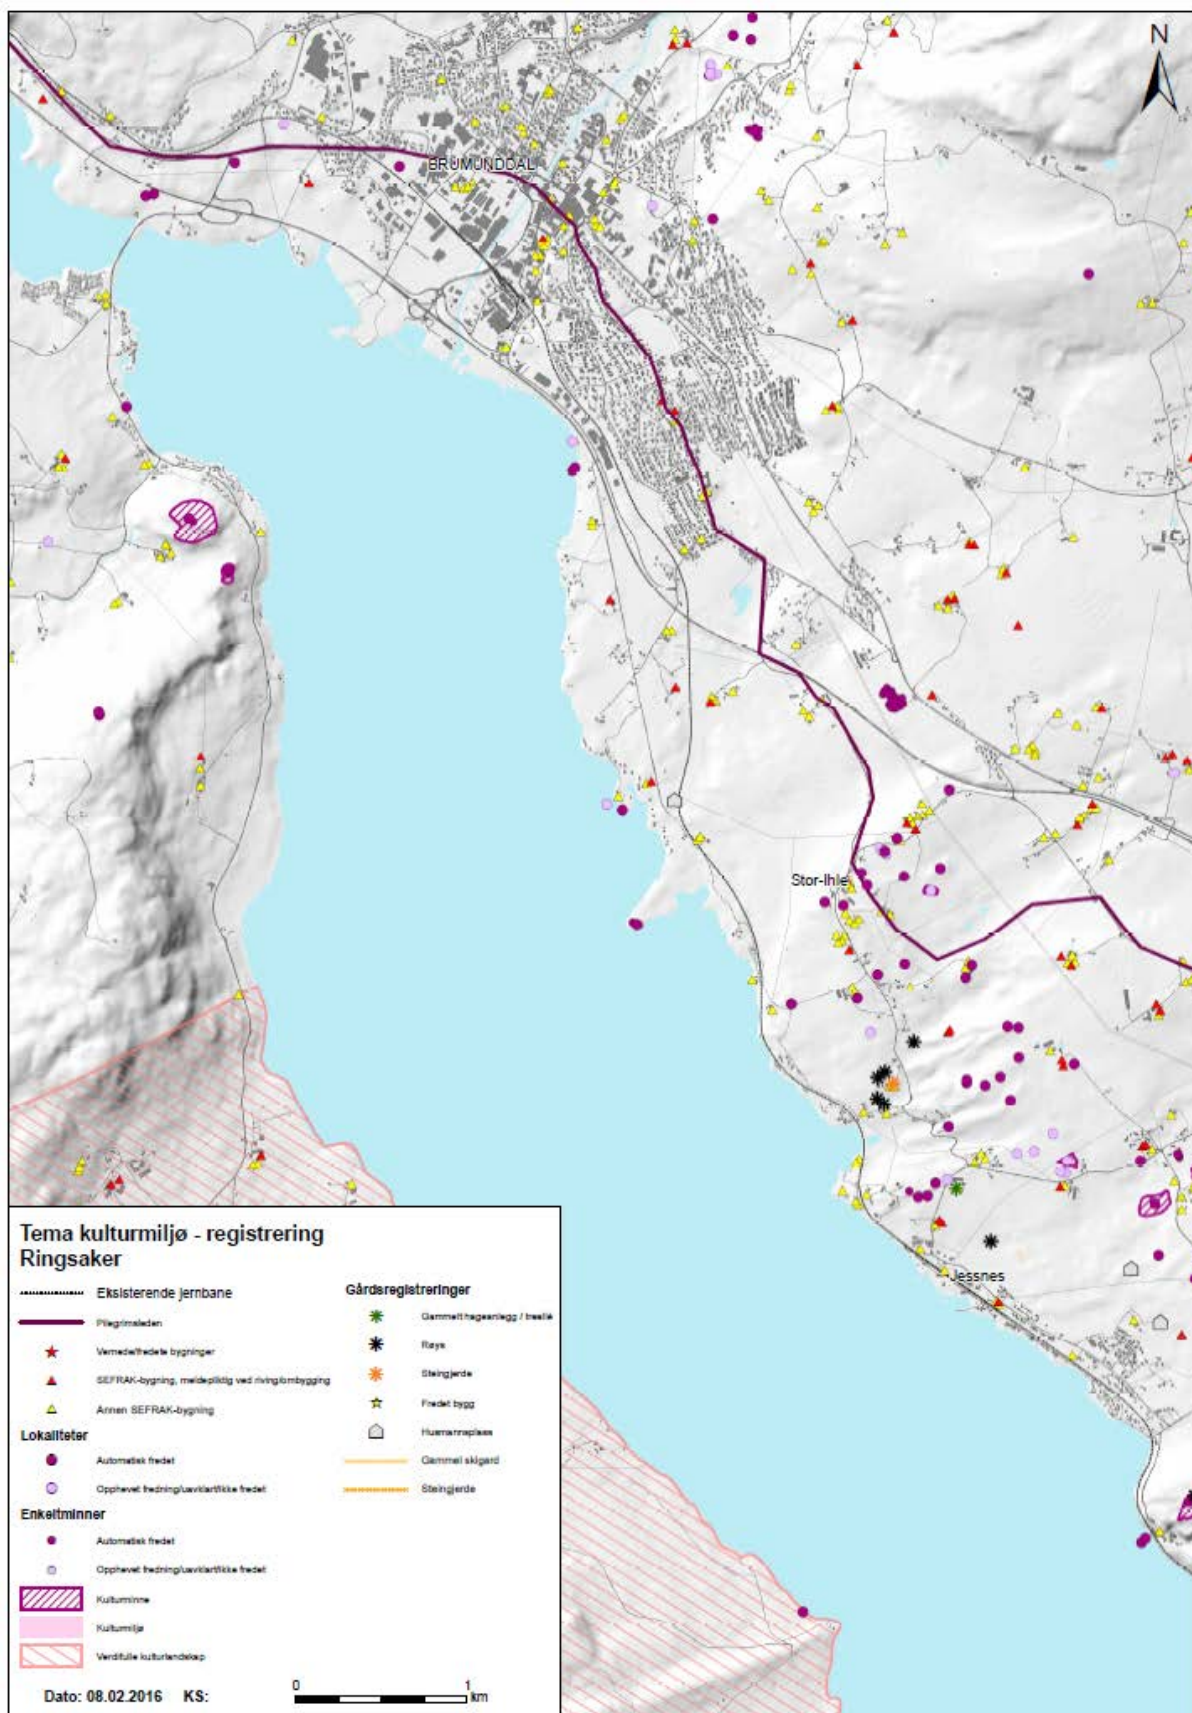 N
BRUMUNDDAL
Stor-Ihle
Jessnes
Tema kulturmiljø - registrering
Ringsaker
Eksisterende jernbane
Pilegrimsleden
Vernede/fredete bygninger
SEFRAK-bygning, meldepliktig ved riving/ombygging
Annen SEFRAK-bygning
Lokaliteter
Automatisk fredet
Opphevet fredning/uavklart/ikke fredet
Enkeltminner
Automatisk fredet
Opphevet fredning/uavklart/ikke fredet
Kulturminne
Kulturmiljø
Verdifulle kulturlandskap
Gårdsregistreringer
Gammelt hageanlegg / treallé
Røys
Steingjerde
Fredet bygg
Husmannsplass
Gammel skigard
Steingjerde
Dato: 08.02.2016 KS:
0 1
km